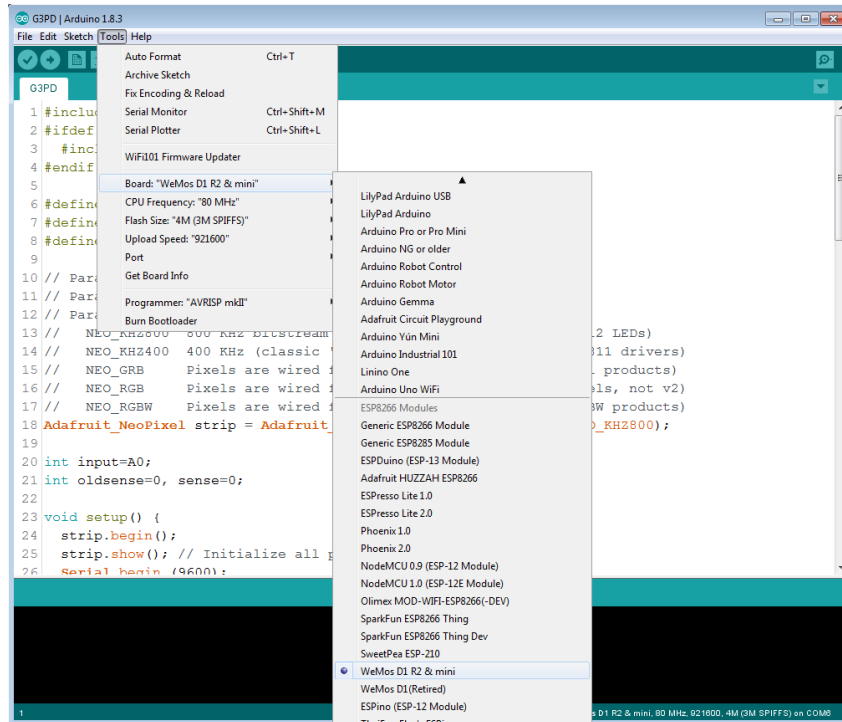 G3PD | Arduino 1.8.3
File Edit Sketch Tools Help
G3PD
Auto Format Ctrl+T
Archive Sketch
Fix Encoding & Reload
Serial Monitor Ctrl+Shift+M
Serial Plotter Ctrl+Shift+L
WiFi101 Firmware Updater
Board: "WeMos D1 R2 & mini"
CPU Frequency: "80 MHz"
Flash Size: "4M (3M SPIFFS)"
Upload Speed: "921600"
Port
Get Board Info
Programmer: "AVRISP mkII"
Burn Bootloader
LilyPad Arduino USB
LilyPad Arduino
Arduino Pro or Pro Mini
Arduino NG or older
Arduino Robot Control
Arduino Robot Motor
Arduino Gemma
Adafruit Circuit Playground
Arduino Yún Mini
Arduino Industrial 101
Linino One
Arduino Uno WiFi
ESP8266 Modules
Generic ESP8266 Module
Generic ESP8285 Module
ESPDuino (ESP-13 Module)
Adafruit HUZZAH ESP8266
ESPresso Lite 1.0
ESPresso Lite 2.0
Phoenix 1.0
Phoenix 2.0
NodeMCU 0.9 (ESP-12 Module)
NodeMCU 1.0 (ESP-12E Module)
Olimex MOD-WIFI-ESP8266(-DEV)
SparkFun ESP8266 Thing
SparkFun ESP8266 Thing Dev
SweetPea ESP-210
WeMos D1 R2 & mini
WeMos D1(Retired)
ESPino (ESP-12 Module)
1 #inclu
2 #ifdef
3 #inc
4 #endif
5
6 #define
7 #define
8 #define
9
10 // Para
11 // Para
12 // Para
13 // NEO_KHZ800 800 KHz bitstream 2 LEDs)
14 // NEO_KHZ400 400 KHz (classic ' 311 drivers)
15 // NEO_GRB Pixels are wired f products)
16 // NEO_RGB Pixels are wired f ls, not v2)
17 // NEO_RGBW Pixels are wired f BW products)
18 Adafruit_NeoPixel strip = Adafruit_ O_KHZ800);
19
20 int input=A0;
21 int oldsense=0, sense=0;
22
23 void setup() {
24 strip.begin();
25 strip.show(); // Initialize all p
26 Serial.begin (9600);
1 s D1 R2 & mini, 80 MHz, 921600, 4M (3M SPIFFS) on COM6